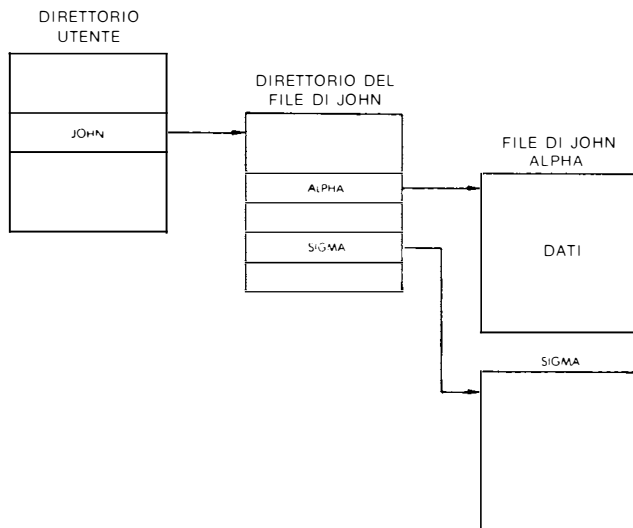 DIRETTORIO
UTENTE
JOHN
DIRETTORIO DEL
FILE DI JOHN
ALPHA
SIGMA
FILE DI JOHN
ALPHA
DATI
SIGMA